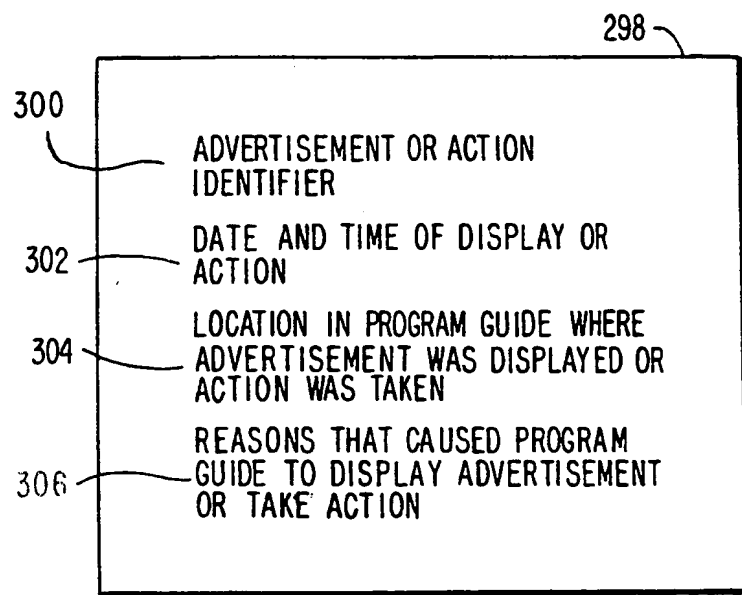 298
300
ADVERTISEMENT OR ACTION
IDENTIFIER
DATE AND TIME OF DISPLAY OR
302
ACTION
LOCATION IN PROGRAM GUIDE WHERE
304
ADVERTISEMENT WAS DISPLAYED OR
ACTION WAS TAKEN
REASONS THAT CAUSED PROGRAM
306
GUIDE TO DISPLAY ADVERTISEMENT
OR TAKE ACTION